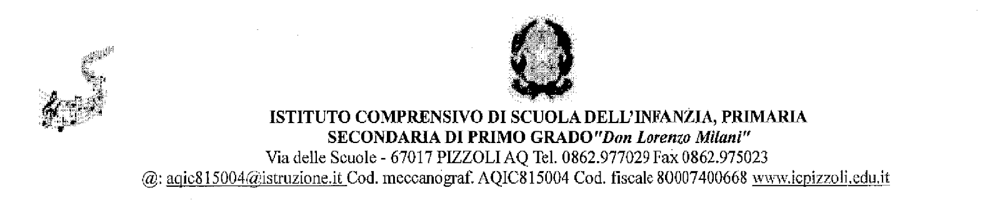 ISTITUTO COMPRENSIVO DI SCUOLA DELL'INFANZIA, PRIMARIA
SECONDARIA DI PRIMO GRADO "Don Lorenzo Milani"
Via delle Scuole - 67017 PIZZOLI AQ Tel. 0862.977029 Fax 0862.975023
@: aqic815004@istruzione.it Cod. meccanograf. AQIC815004 Cod. fiscale 80007400668 www.icpizzoli.edu.it